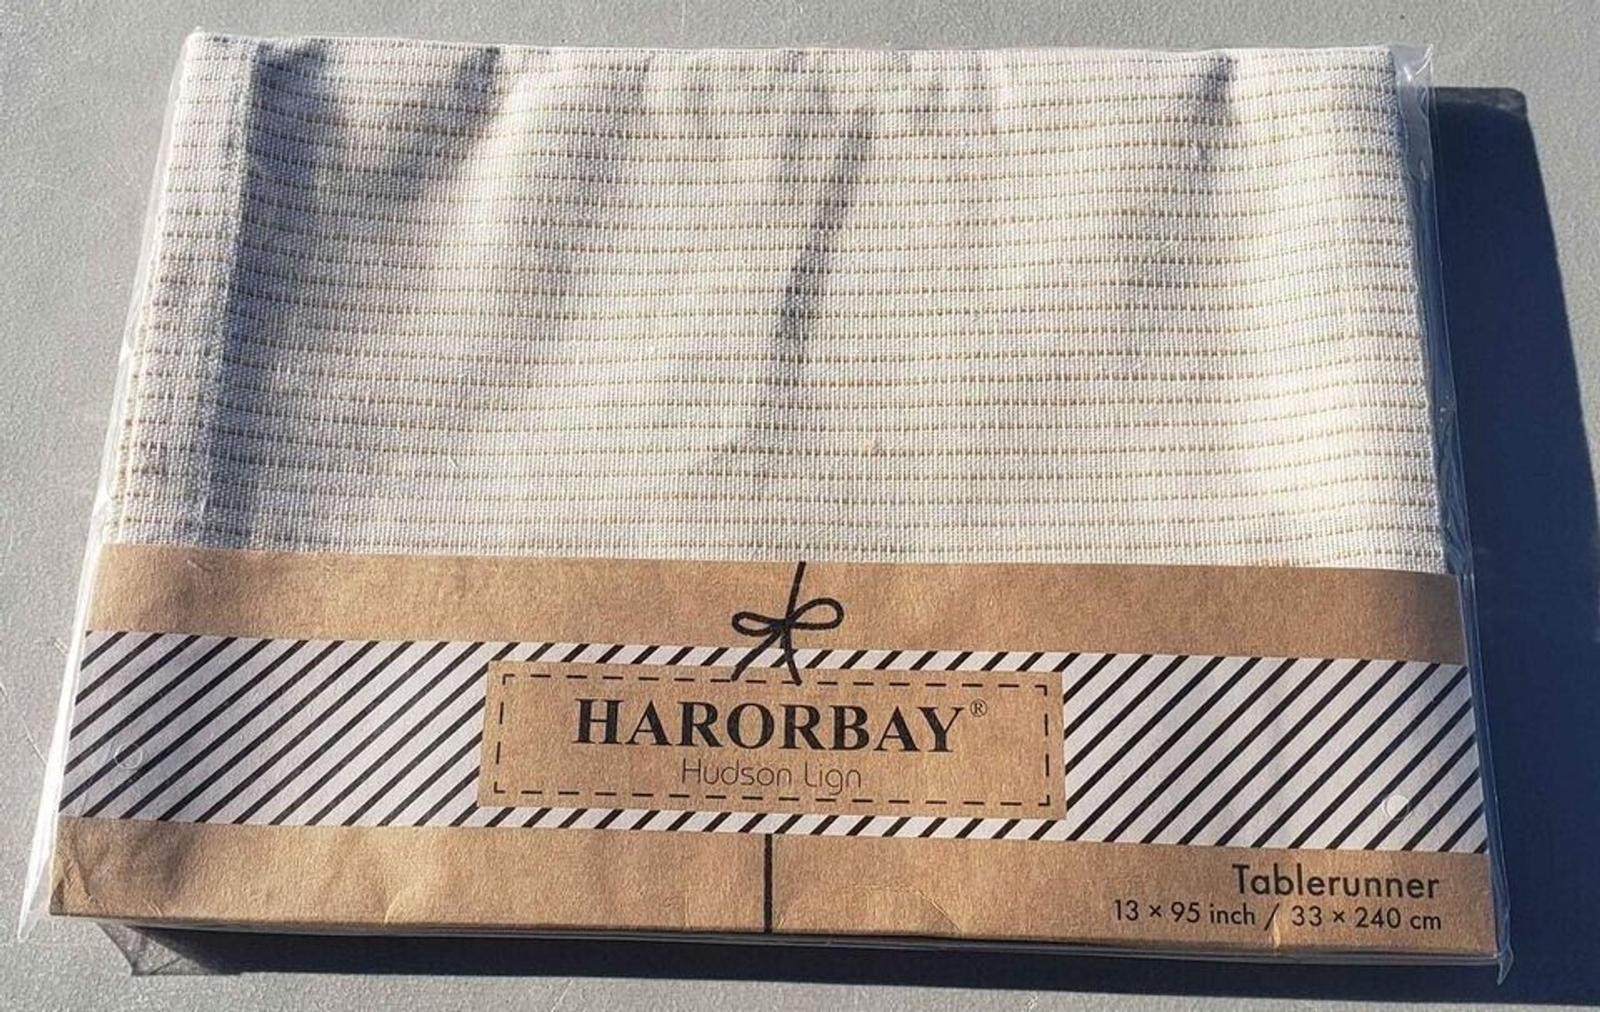 HARORBAY®
Hudson Lign
Tablerunner
13 × 95 inch / 33 × 240 cm